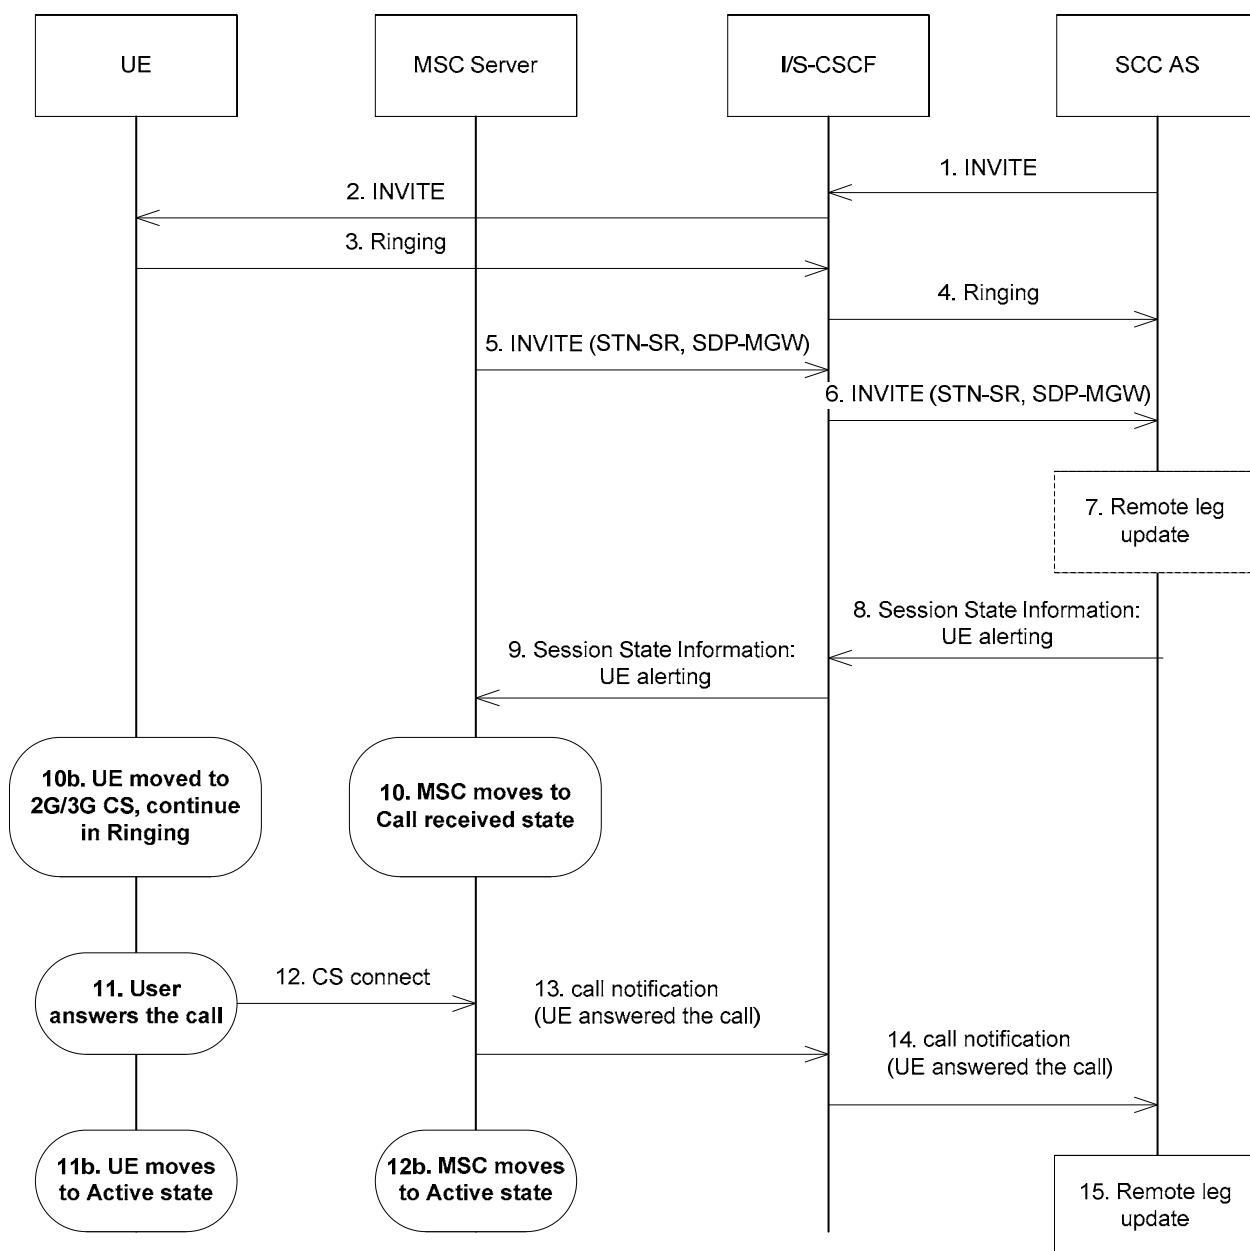 UE
MSC Server
I/S-CSCF
SCC AS
1. INVITE
2. INVITE
3. Ringing
4. Ringing
5. INVITE (STN-SR, SDP-MGW)
6. INVITE (STN-SR, SDP-MGW)
7. Remote leg
update
8. Session State Information:
UE alerting
9. Session State Information:
UE alerting
10b. UE moved to
2G/3G CS, continue
in Ringing
10. MSC moves to
Call received state
11. User
answers the call
12. CS connect
13. call notification
(UE answered the call)
14. call notification
(UE answered the call)
11b. UE moves
to Active state
12b. MSC moves
to Active state
15. Remote leg
update